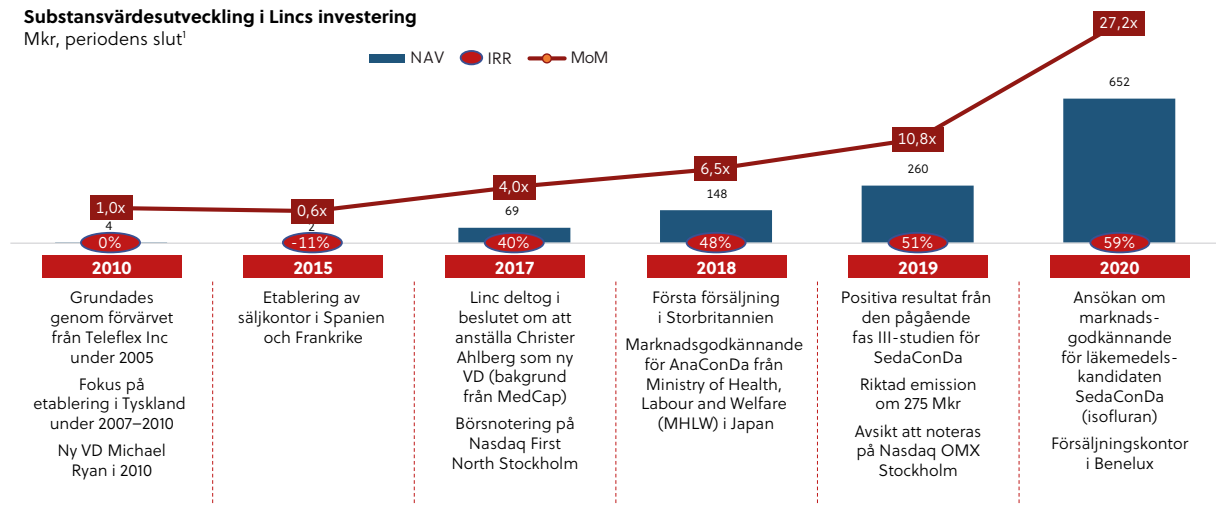 Substansvärdesutveckling i Lincs investering
Mkr, periodens slut¹
NAV IRR MoM
1,0x
0,6x
4,0x
6,5x
10,8x
27,2x
4
2
69
148
260
652
0%
-11%
40%
48%
51%
59%
2010
Grundades
genom förvärvet
från Teleflex Inc
under 2005
Fokus på
etablering i Tyskland
under 2007–2010
Ny VD Michael
Ryan i 2010
2015
Etablering av
säljkontor i Spanien
och Frankrike
2017
Linc deltog i
beslutet om att
anställa Christer
Ahlberg som ny
VD (bakgrund
från MedCap)
Börsnotering på
Nasdaq First
North Stockholm
2018
Första försäljning
i Storbritannien
Marknadsgodkännande
för AnaConDa från
Ministry of Health,
Labour and Welfare
(MHLW) i Japan
2019
Positiva resultat från
den pågående
fas III-studien för
SedaConDa
Riktad emission
om 275 Mkr
Avsikt att noteras
på Nasdaq OMX
Stockholm
2020
Ansökan om
marknads-
godkännande
för läkemedels-
kandidaten
SedaConDa
(isofluran)
Försäljningskontor
i Benelux